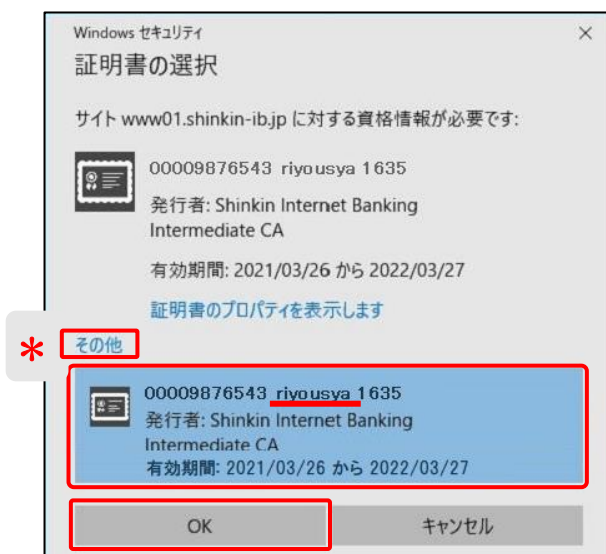 Windows セキュリティ
証明書の選択
サイト www01.shinkin-ib.jp に対する資格情報が必要です:
00009876543 riyousya 1635
発行者: Shinkin Internet Banking
Intermediate CA
有効期間: 2021/03/26 から 2022/03/27
証明書のプロパティを表示します
* その他
00009876543 riyousya 1635
発行者: Shinkin Internet Banking
Intermediate CA
有効期間: 2021/03/26 から 2022/03/27
OK キャンセル